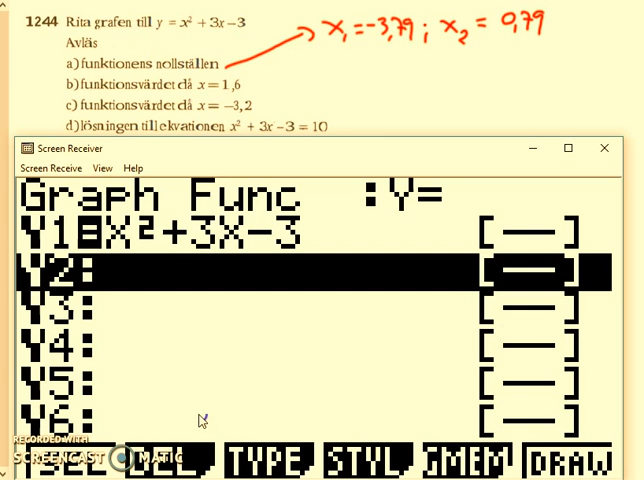 1244 Rita grafen till y = x² + 3x − 3
x₁ = −3,79 ; x₂ = 0,79
Avläs
a) funktionens nollställen
b) funktionsvärdet då x = 1,6
c) funktionsvärdet då x = −3,2
d) lösningen till ekvationen x² + 3x − 3 = 10
Screen Receiver
Screen Receive View Help
Graph Func :Y=
Y1=X²+3X−3 [—]
Y2: [—]
Y3: [—]
Y4: [—]
Y5: [—]
Y6: [—]
RECORDED WITH
SCREENCAST MATIC
SEL DEL TYPE STYL GMEM DRAW